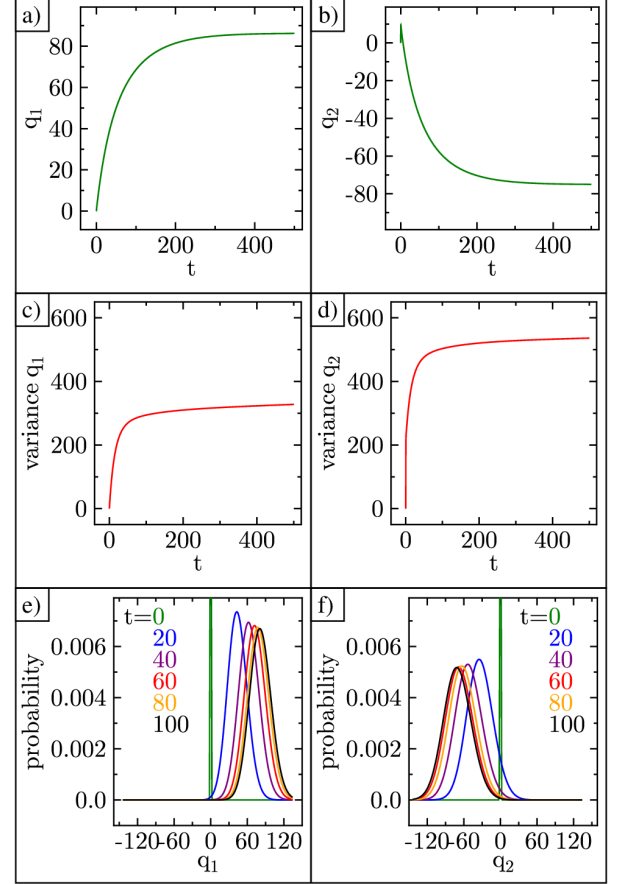 a)
80
60
40
20
0
q1
0 200 400
t
b)
0
-20
-40
-60
-80
q2
0 200 400
t
c)
600
400
200
0
variance q1
0 200 400
t
d)
600
400
200
0
variance q2
0 200 400
t
e)
t=0
20
40
60
80
100
0.006
0.004
0.002
0.0
probability
-120 -60 0 60 120
q1
f)
t=0
20
40
60
80
100
0.006
0.004
0.002
0.0
probability
-120 -60 0 60 120
q2